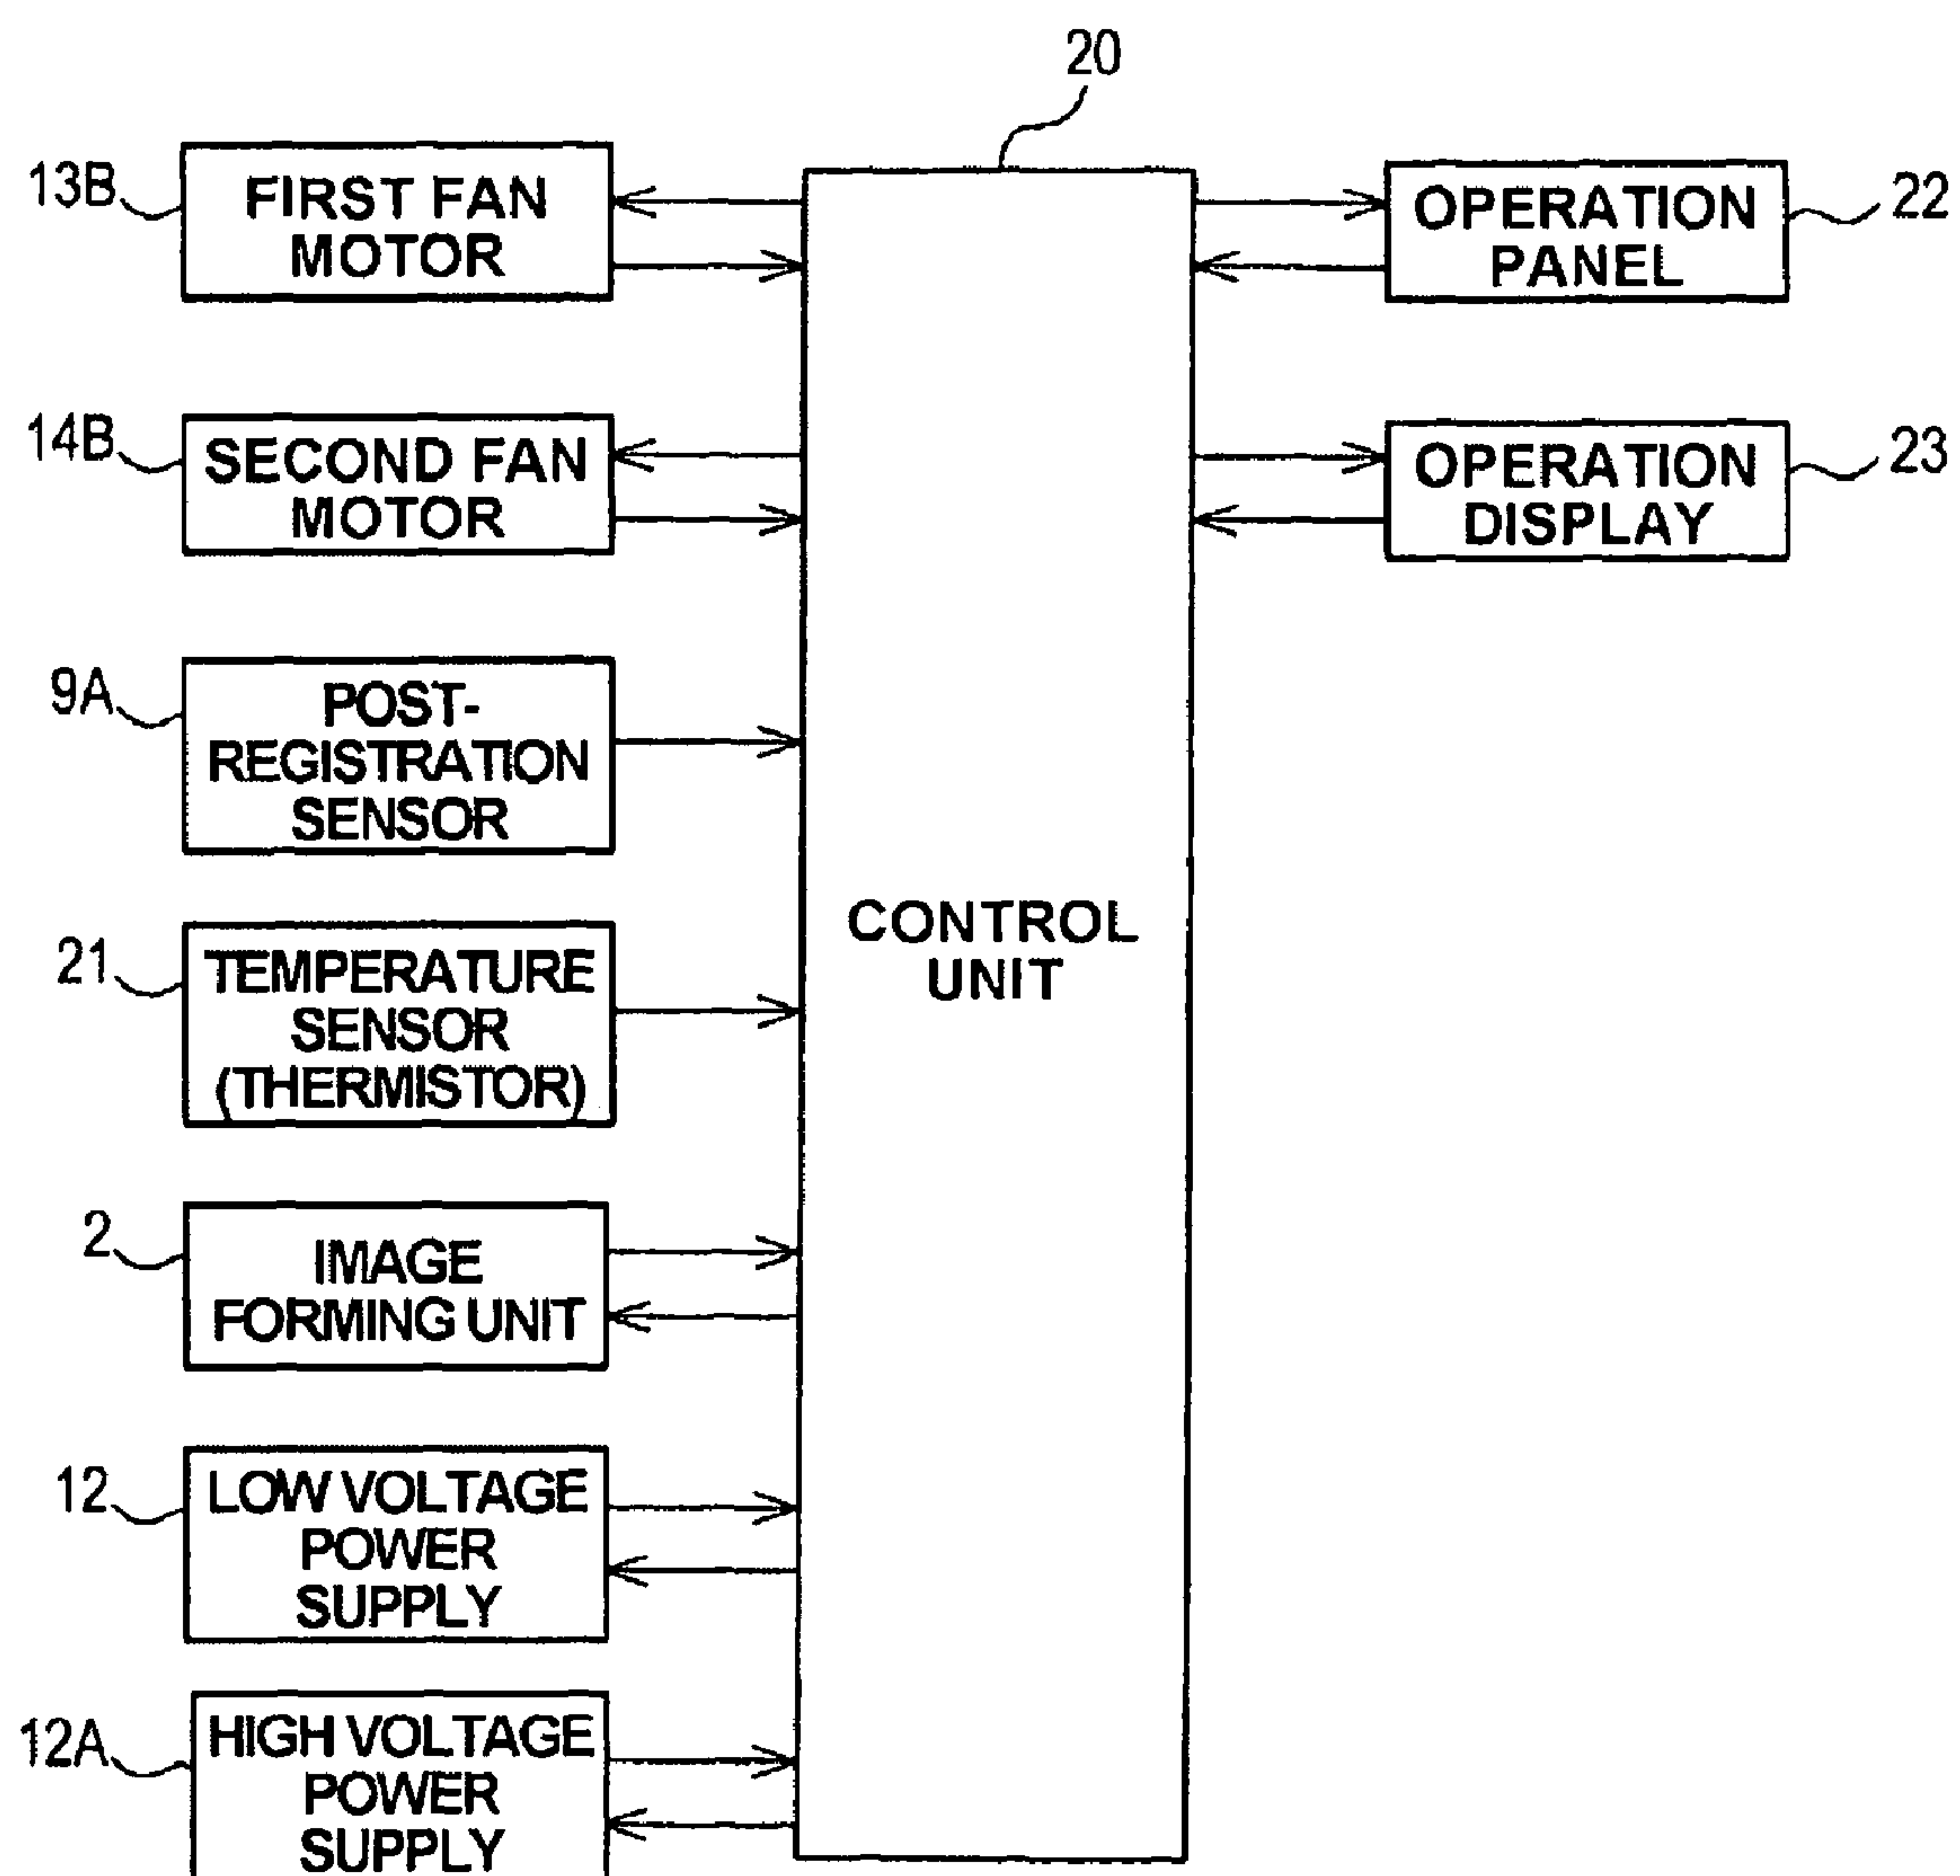 20
13B
FIRST FAN
MOTOR
OPERATION
PANEL
22
14B
SECOND FAN
MOTOR
OPERATION
DISPLAY
23
9A
POST-
REGISTRATION
SENSOR
CONTROL
UNIT
21
TEMPERATURE
SENSOR
(THERMISTOR)
2
IMAGE
FORMING UNIT
12
LOW VOLTAGE
POWER
SUPPLY
12A
HIGH VOLTAGE
POWER
SUPPLY